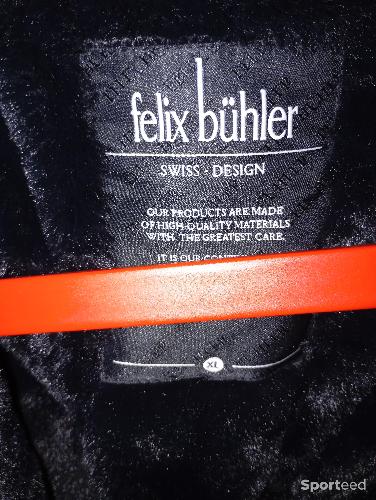 felix bühler
SWISS - DESIGN
OUR PRODUCTS ARE MADE
OF HIGH-QUALITY MATERIALS
WITH THE GREATEST CARE.
IT IS OUR
XL
Sporteed